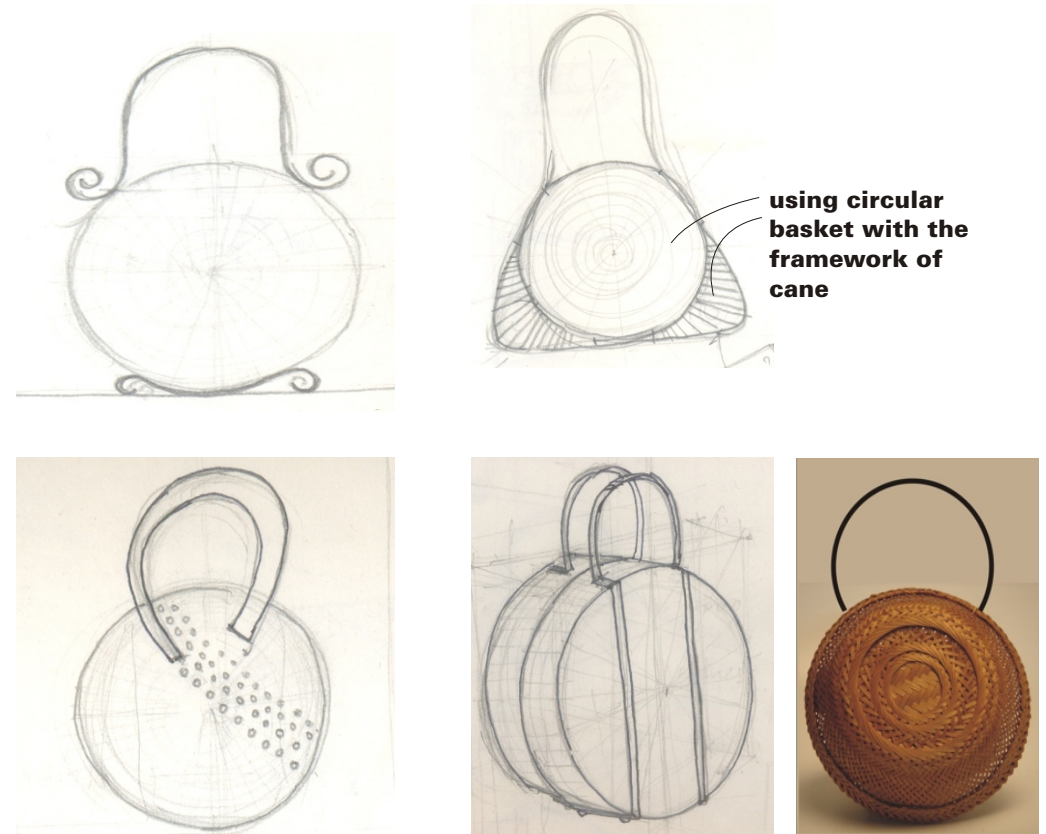 using circular
basket with the
framework of
cane